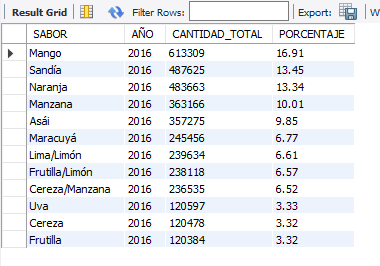 Result Grid Filter Rows: Export: W
SABOR AÑO CANTIDAD_TOTAL PORCENTAJE
Mango 2016 613309 16.91
Sandía 2016 487625 13.45
Naranja 2016 483663 13.34
Manzana 2016 363166 10.01
Asái 2016 357275 9.85
Maracuyá 2016 245456 6.77
Lima/Limón 2016 239634 6.61
Frutilla/Limón 2016 238118 6.57
Cereza/Manzana 2016 236535 6.52
Uva 2016 120597 3.33
Cereza 2016 120478 3.32
Frutilla 2016 120384 3.32